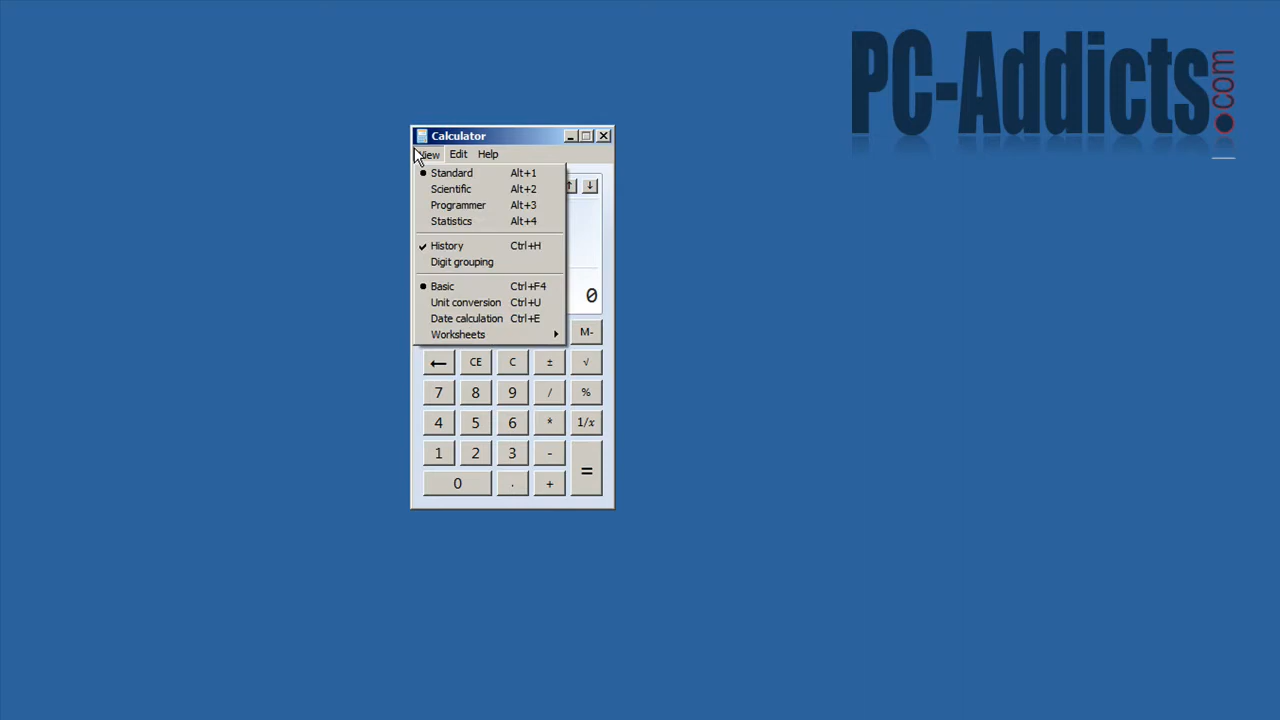 PC-Addicts.com
Calculator
View Edit Help
Standard Alt+1
Scientific Alt+2
Programmer Alt+3
Statistics Alt+4
History Ctrl+H
Digit grouping
Basic Ctrl+F4
Unit conversion Ctrl+U
Date calculation Ctrl+E
Worksheets
0
M-
← CE C ± √
7 8 9 / %
4 5 6 * 1/x
1 2 3 - =
0 . +